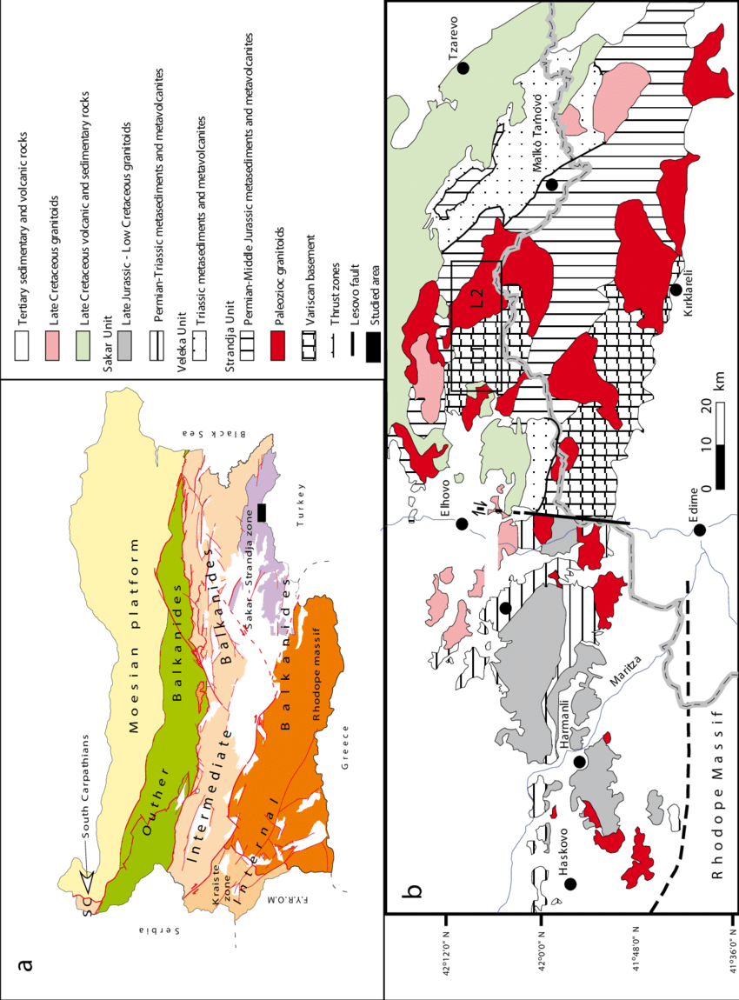 a
South Carpathians
SC
Moesian platform
Outher Balkanides
Intermediate Balkanides
Internal Balkanides
Kraiste
zone
Sakar - Strandja zone
Rhodope massif
Serbia
F.Y.R.O.M
Greece
Turkey
Black Sea
Tertiary sedimentary and volcanic rocks
Late Cretaceous granitoids
Late Cretaceous volcanic and sedimentary rocks
Sakar Unit
Late Jurassic - Low Cretaceous granitoids
Permian-Triassic metasediments and metavolcanites
Veleka Unit
Triassic metasediments and metavolcanites
Strandja Unit
Permian-Middle Jurassic metasediments and metavolcanites
Paleozioc granitoids
Variscan basement
Thrust zones
Lesovo fault
Studied area
b
Tzarevo
Malko Tarnovo
L2
L1
Kırklareli
Elhovo
Edirne
Harmanli
Maritza
Haskovo
Rhodope Massif
0 10 20
km
42°12'0" N
42°0'0" N
41°48'0" N
41°36'0" N